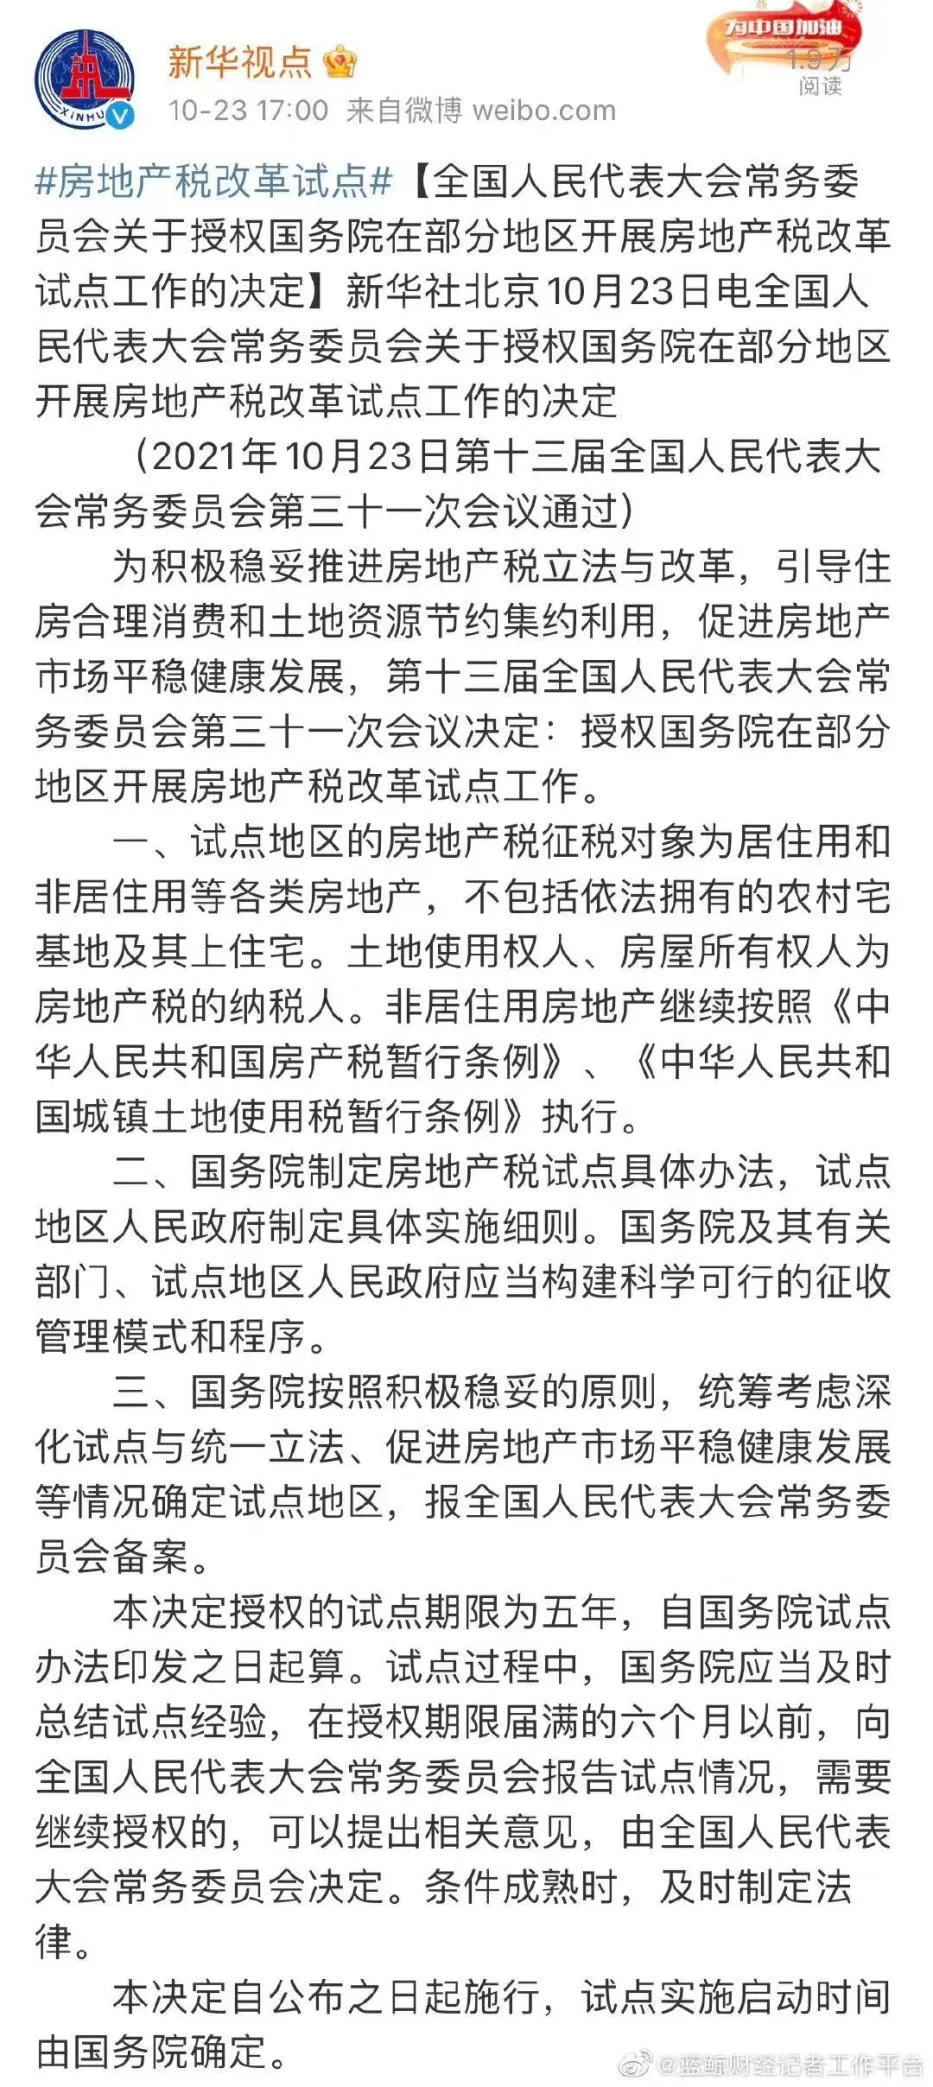 为中国加油
新华视点
1.9万
阅读
XINHU
10-23 17:00 来自微博 weibo.com
#房地产税改革试点#【全国人民代表大会常务委
员会关于授权国务院在部分地区开展房地产税改革
试点工作的决定】新华社北京10月23日电全国人
民代表大会常务委员会关于授权国务院在部分地区
开展房地产税改革试点工作的决定
（2021年10月23日第十三届全国人民代表大
会常务委员会第三十一次会议通过）
为积极稳妥推进房地产税立法与改革，引导住
房合理消费和土地资源节约集约利用，促进房地产
市场平稳健康发展，第十三届全国人民代表大会常
务委员会第三十一次会议决定：授权国务院在部分
地区开展房地产税改革试点工作。
一、试点地区的房地产税征税对象为居住用和
非居住用等各类房地产，不包括依法拥有的农村宅
基地及其上住宅。土地使用权人、房屋所有权人为
房地产税的纳税人。非居住用房地产继续按照《中
华人民共和国房产税暂行条例》、《中华人民共和
国城镇土地使用税暂行条例》执行。
二、国务院制定房地产税试点具体办法，试点
地区人民政府制定具体实施细则。国务院及其有关
部门、试点地区人民政府应当构建科学可行的征收
管理模式和程序。
三、国务院按照积极稳妥的原则，统筹考虑深
化试点与统一立法、促进房地产市场平稳健康发展
等情况确定试点地区，报全国人民代表大会常务委
员会备案。
本决定授权的试点期限为五年，自国务院试点
办法印发之日起算。试点过程中，国务院应当及时
总结试点经验，在授权期限届满的六个月以前，向
全国人民代表大会常务委员会报告试点情况，需要
继续授权的，可以提出相关意见，由全国人民代表
大会常务委员会决定。条件成熟时，及时制定法
律。
本决定自公布之日起施行，试点实施启动时间
由国务院确定。
@蓝鲸财经记者工作平台